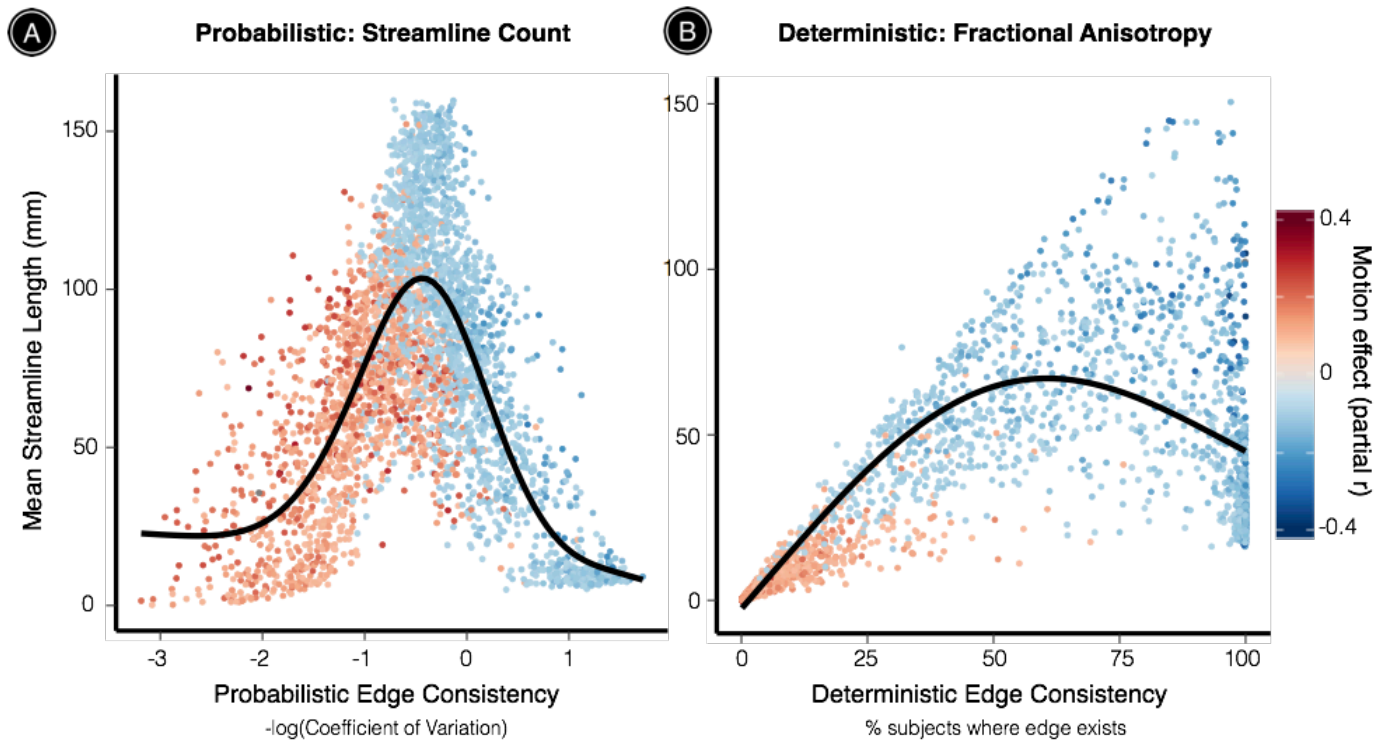 A
Probabilistic: Streamline Count
B
Deterministic: Fractional Anisotropy
Mean Streamline Length (mm)
150
100
50
0
-3 -2 -1 0 1
Probabilistic Edge Consistency
-log(Coefficient of Variation)
150
100
50
0
0 25 50 75 100
Deterministic Edge Consistency
% subjects where edge exists
0.4
0
-0.4
Motion effect (partial r)